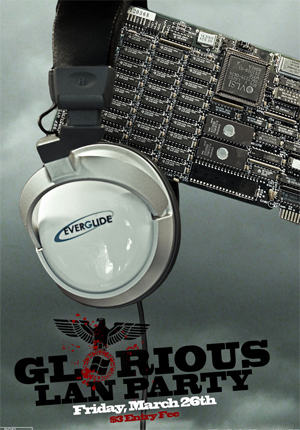 EVERGLIDE
GLORIOUS
LAN PARTY
Friday, March 26th
$3 Entry Fee